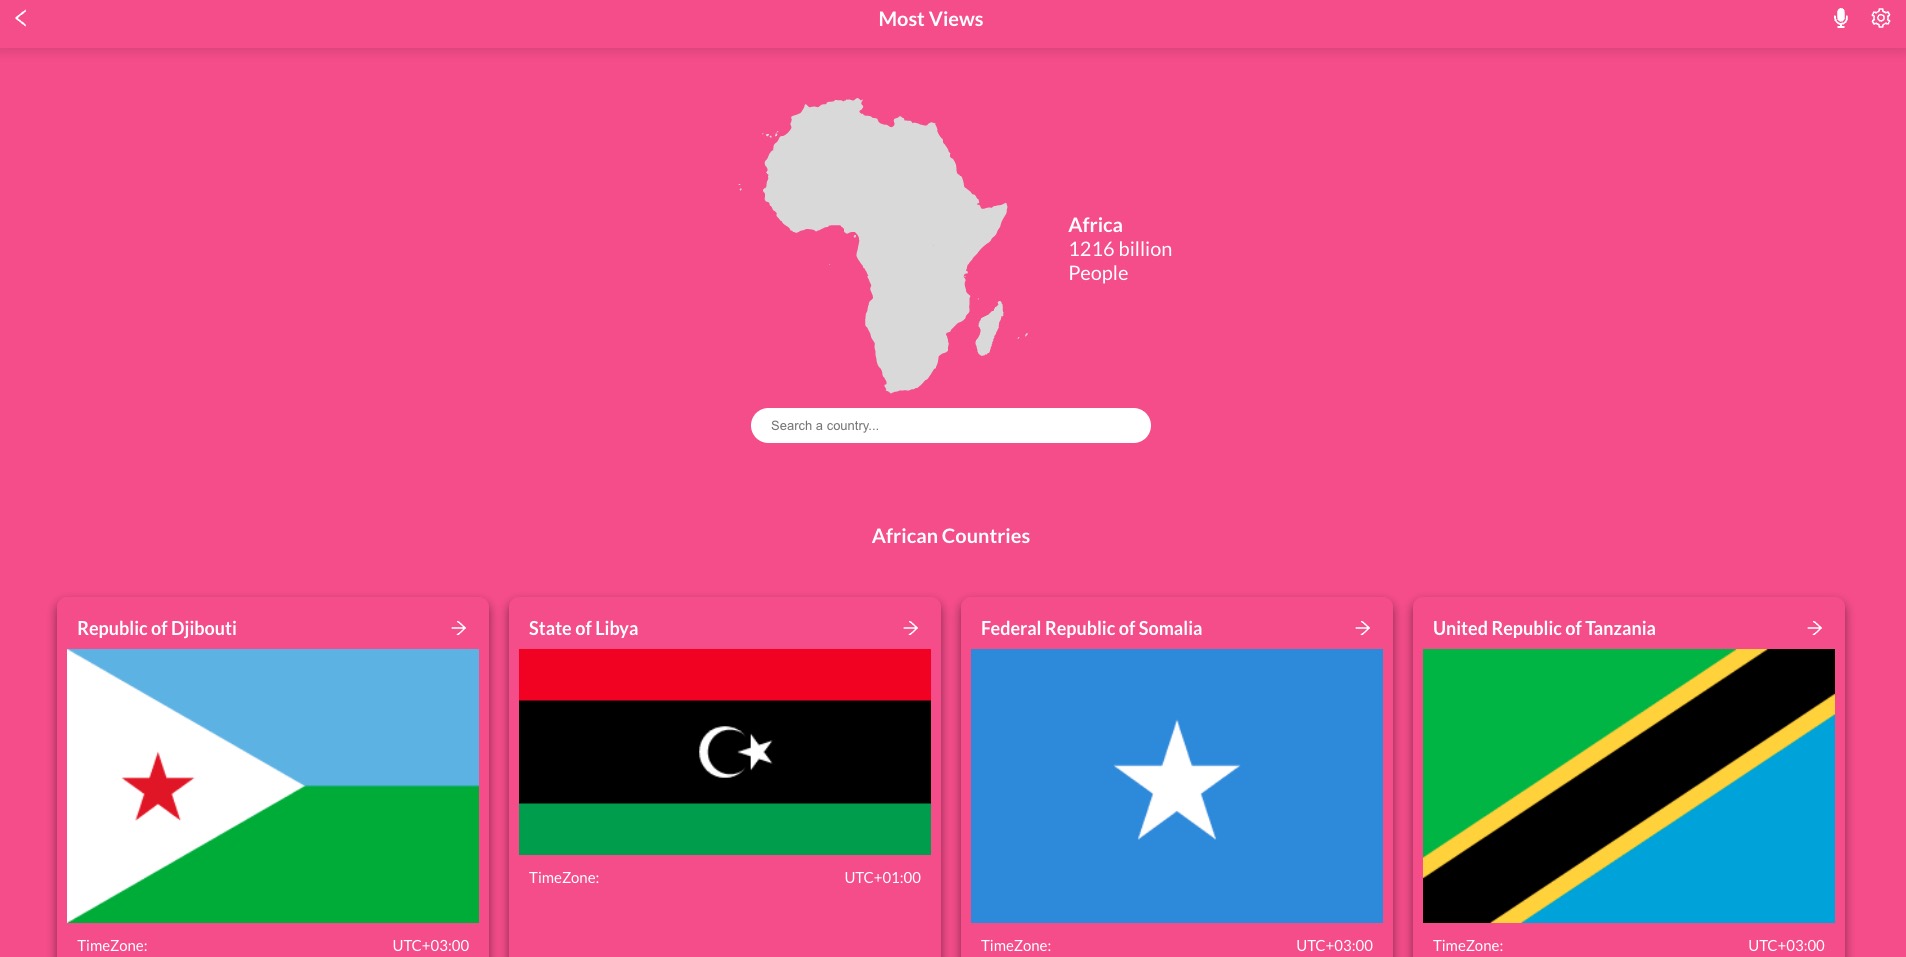 Most Views
Africa
1216 billion
People
Search a country...
African Countries
Republic of Djibouti
State of Libya
Federal Republic of Somalia
United Republic of Tanzania
TimeZone: UTC+01:00
TimeZone: UTC+03:00
TimeZone: UTC+03:00
TimeZone: UTC+03:00